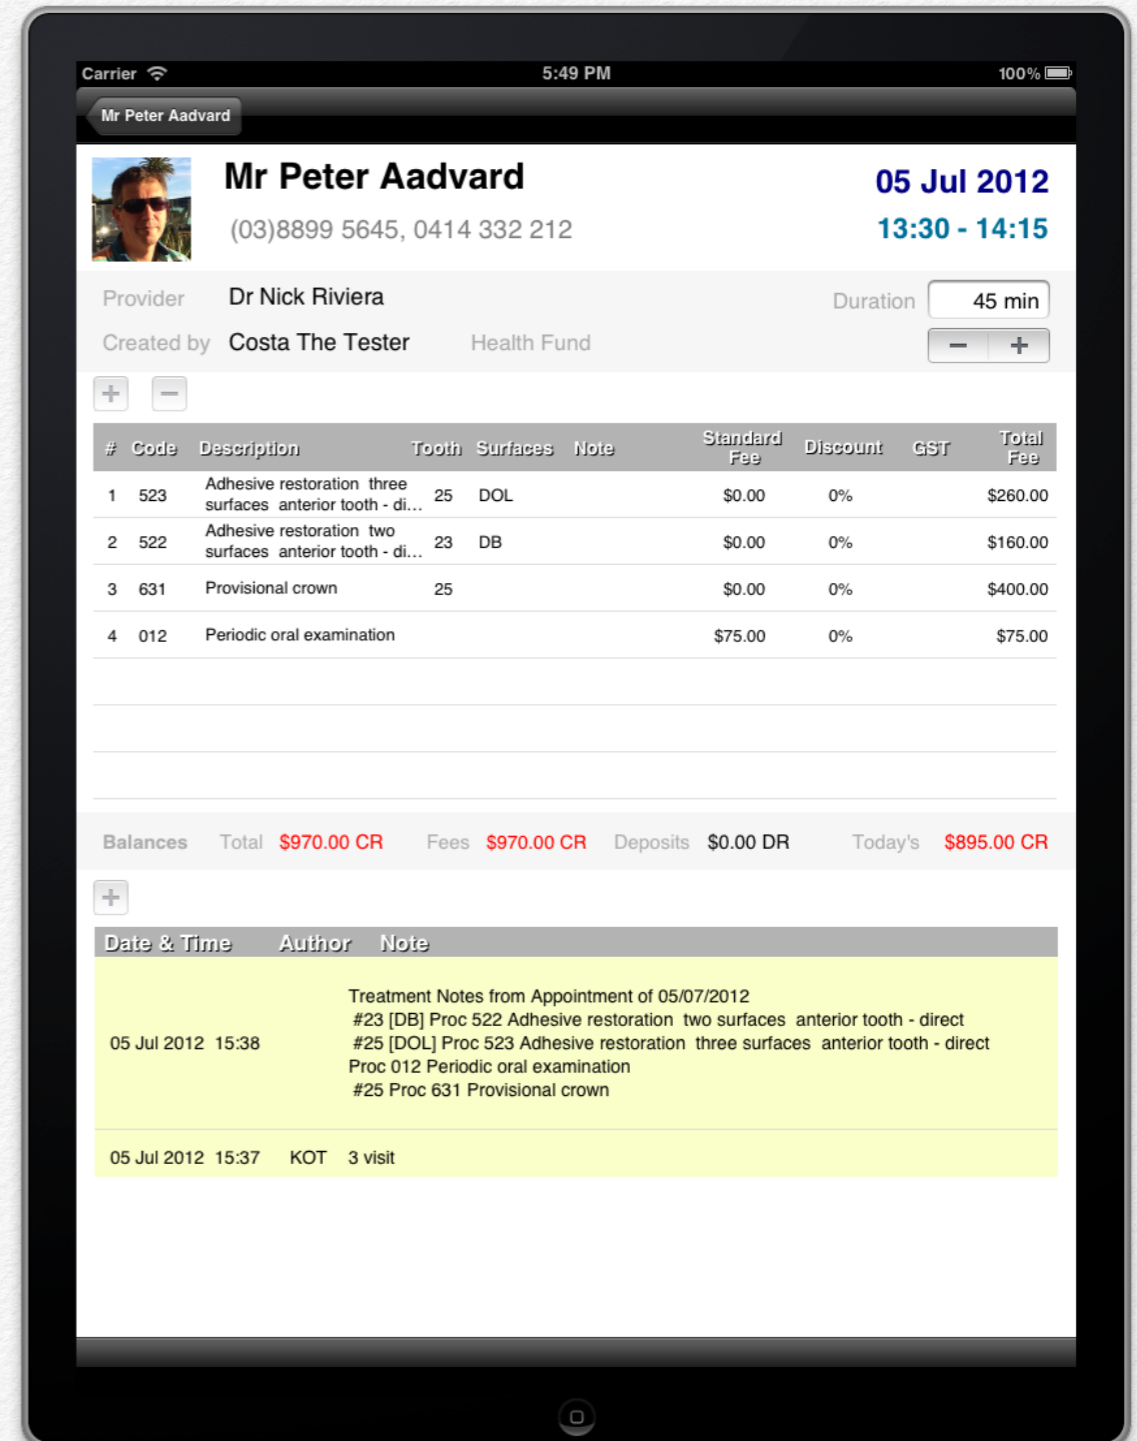 Carrier 5:49 PM 100%
Mr Peter Aadvard
Mr Peter Aadvard 05 Jul 2012
(03)8899 5645, 0414 332 212 13:30 - 14:15
Provider Dr Nick Riviera Duration 45 min
Created by Costa The Tester Health Fund − +
+ −
# Code Description Tooth Surfaces Note Standard Fee Discount GST Total Fee
1 523 Adhesive restoration three 25 DOL $0.00 0% $260.00
surfaces anterior tooth - di...
2 522 Adhesive restoration two 23 DB $0.00 0% $160.00
surfaces anterior tooth - di...
3 631 Provisional crown 25 $0.00 0% $400.00
4 012 Periodic oral examination $75.00 0% $75.00
Balances Total $970.00 CR Fees $970.00 CR Deposits $0.00 DR Today's $895.00 CR
+
Date & Time Author Note
Treatment Notes from Appointment of 05/07/2012
#23 [DB] Proc 522 Adhesive restoration two surfaces anterior tooth - direct
05 Jul 2012 15:38 #25 [DOL] Proc 523 Adhesive restoration three surfaces anterior tooth - direct
Proc 012 Periodic oral examination
#25 Proc 631 Provisional crown
05 Jul 2012 15:37 KOT 3 visit